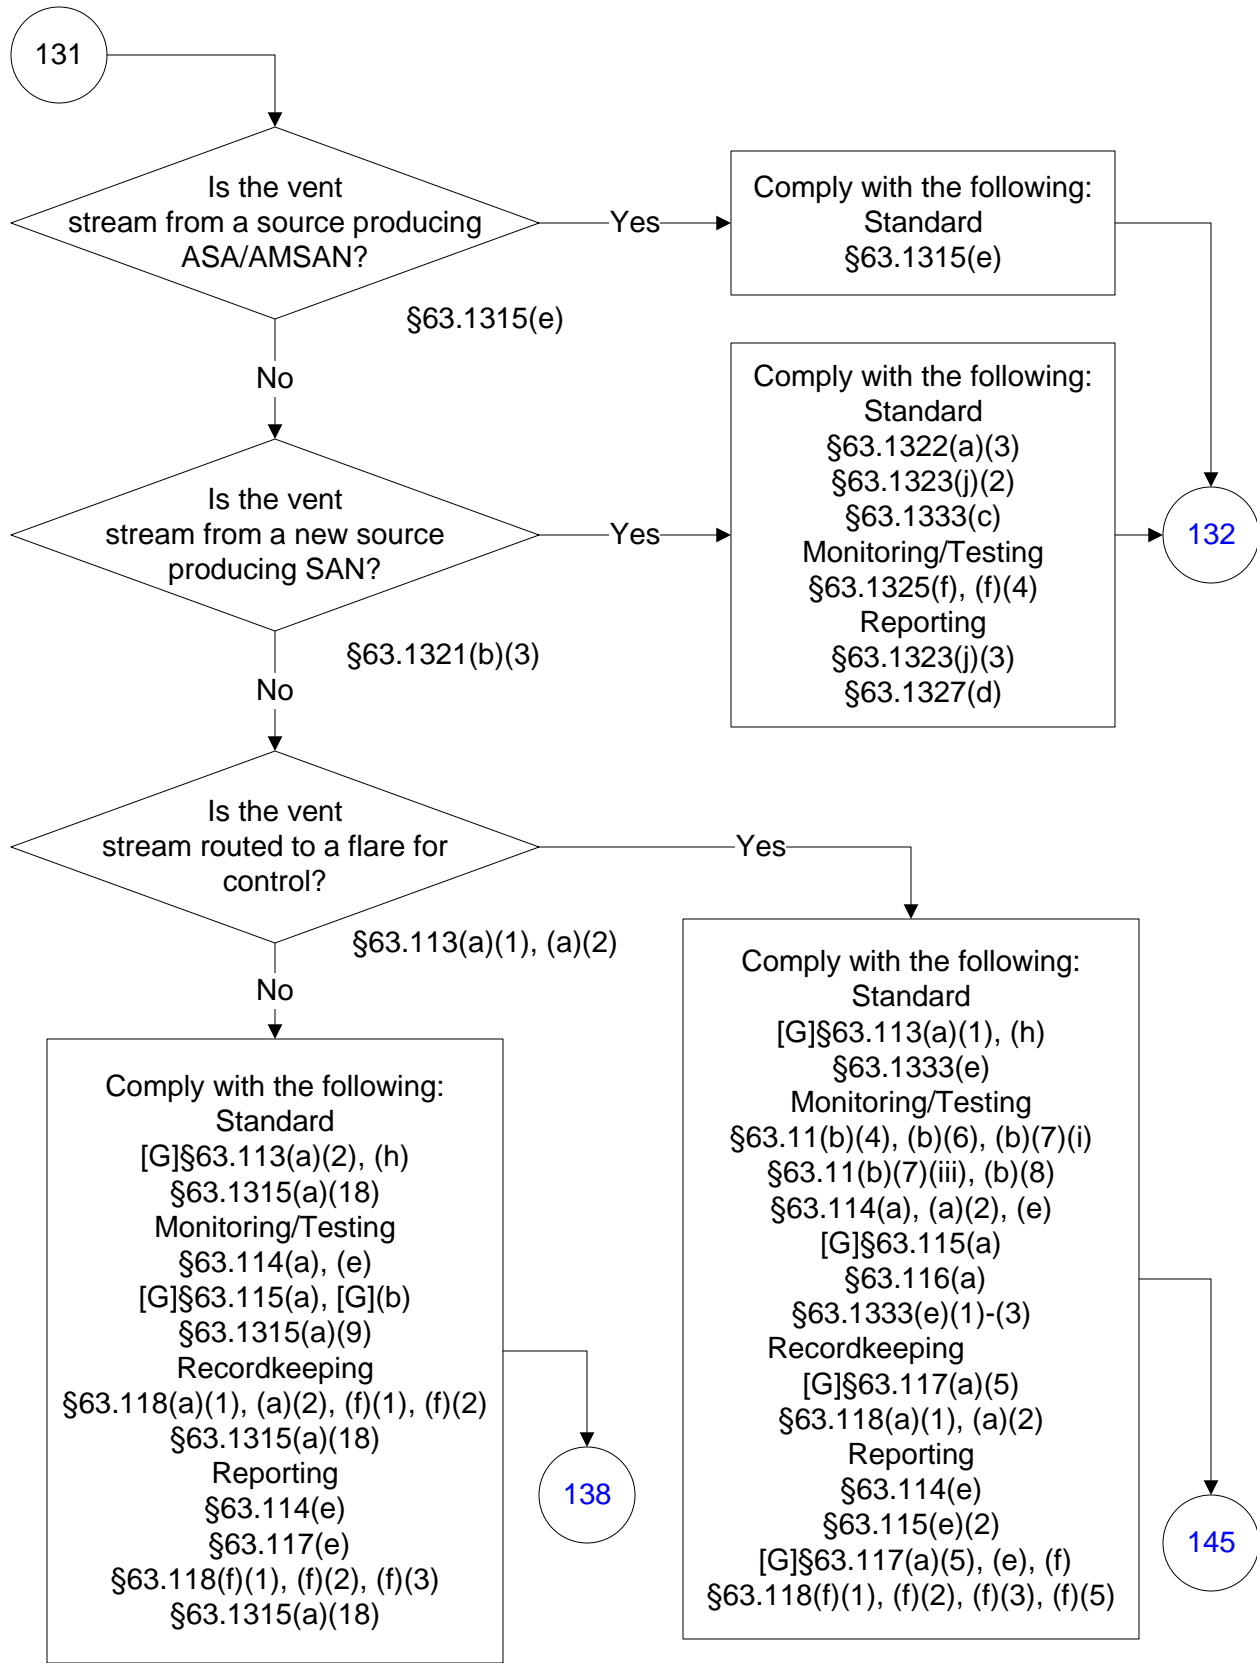 131
Is the vent
stream from a source producing
ASA/AMSAN?
Yes
Comply with the following:
Standard
§63.1315(e)
§63.1315(e)
No
Is the vent
stream from a new source
producing SAN?
Yes
Comply with the following:
Standard
§63.1322(a)(3)
§63.1323(j)(2)
§63.1333(c)
Monitoring/Testing
§63.1325(f), (f)(4)
Reporting
§63.1323(j)(3)
§63.1327(d)
132
§63.1321(b)(3)
No
Is the vent
stream routed to a flare for
control?
Yes
§63.113(a)(1), (a)(2)
No
Comply with the following:
Standard
[G]§63.113(a)(2), (h)
§63.1315(a)(18)
Monitoring/Testing
§63.114(a), (e)
[G]§63.115(a), [G](b)
§63.1315(a)(9)
Recordkeeping
§63.118(a)(1), (a)(2), (f)(1), (f)(2)
§63.1315(a)(18)
Reporting
§63.114(e)
§63.117(e)
§63.118(f)(1), (f)(2), (f)(3)
§63.1315(a)(18)
138
Comply with the following:
Standard
[G]§63.113(a)(1), (h)
§63.1333(e)
Monitoring/Testing
§63.11(b)(4), (b)(6), (b)(7)(i)
§63.11(b)(7)(iii), (b)(8)
§63.114(a), (a)(2), (e)
[G]§63.115(a)
§63.116(a)
§63.1333(e)(1)-(3)
Recordkeeping
[G]§63.117(a)(5)
§63.118(a)(1), (a)(2)
Reporting
§63.114(e)
§63.115(e)(2)
[G]§63.117(a)(5), (e), (f)
§63.118(f)(1), (f)(2), (f)(3), (f)(5)
145